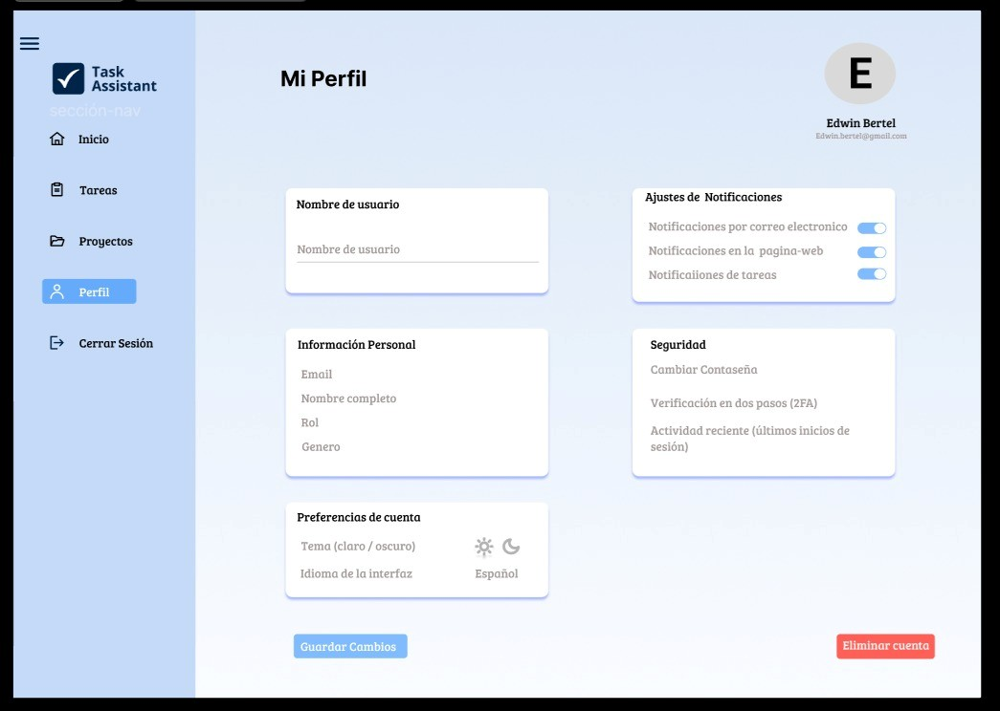 Task
Assistant
sección-nav
Inicio
Tareas
Proyectos
Perfil
Cerrar Sesión
Mi Perfil
E
Edwin Bertel
Edwin.bertel@gmail.com
Nombre de usuario
Nombre de usuario
Ajustes de Notificaciones
Notificaciones por correo electronico
Notificaciones en la pagina-web
Notificaiiones de tareas
Información Personal
Email
Nombre completo
Rol
Genero
Seguridad
Cambiar Contaseña
Verificación en dos pasos (2FA)
Actividad reciente (últimos inicios de
sesión)
Preferencias de cuenta
Tema (claro / oscuro)
Idioma de la interfaz
Español
Guardar Cambios
Eliminar cuenta